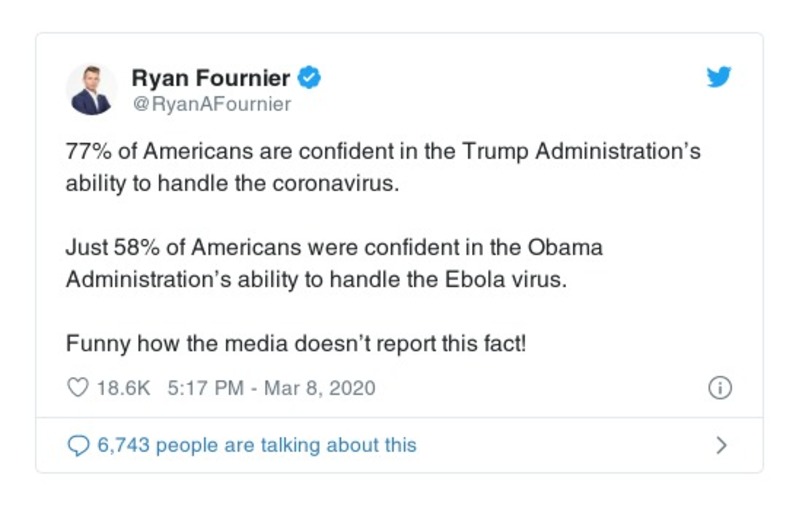 Ryan Fournier
@RyanAFournier
77% of Americans are confident in the Trump Administration’s
ability to handle the coronavirus.
Just 58% of Americans were confident in the Obama
Administration’s ability to handle the Ebola virus.
Funny how the media doesn’t report this fact!
18.6K 5:17 PM - Mar 8, 2020
6,743 people are talking about this